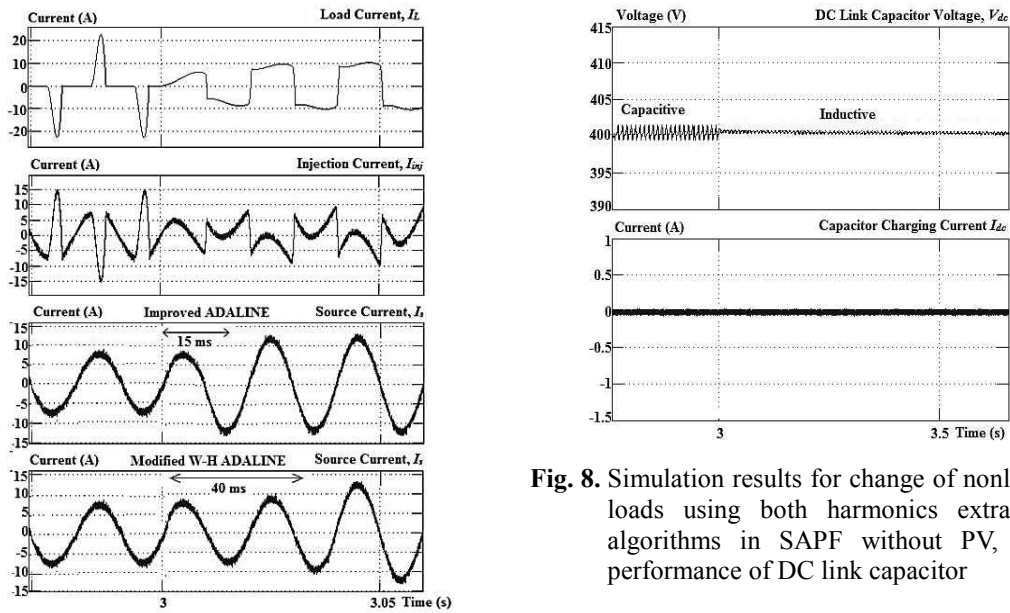 Current (A) Load Current, IL
20
10
0
-10
-20
3
3.05
Current (A) Injection Current, Iinj
15
10
5
0
-5
-10
-15
Current (A) Improved ADALINE Source Current, Is
15 ms
15
10
5
0
-5
-10
15
Current (A) Modified W-H ADALINE Source Current, Is
40 ms
15
10
5
0
-5
-10
15
3 3.05 Time (s)
Voltage (V) DC Link Capacitor Voltage, Vdc
415
410
405
Capacitive Inductive
400
395
390
Current (A) Capacitor Charging Current Idc
1
0.5
0
-0.5
-1
-1.5
3 3.5 Time (s)
Fig. 8. Simulation results for change of nonl
loads using both harmonics extra
algorithms in SAPF without PV,
performance of DC link capacitor